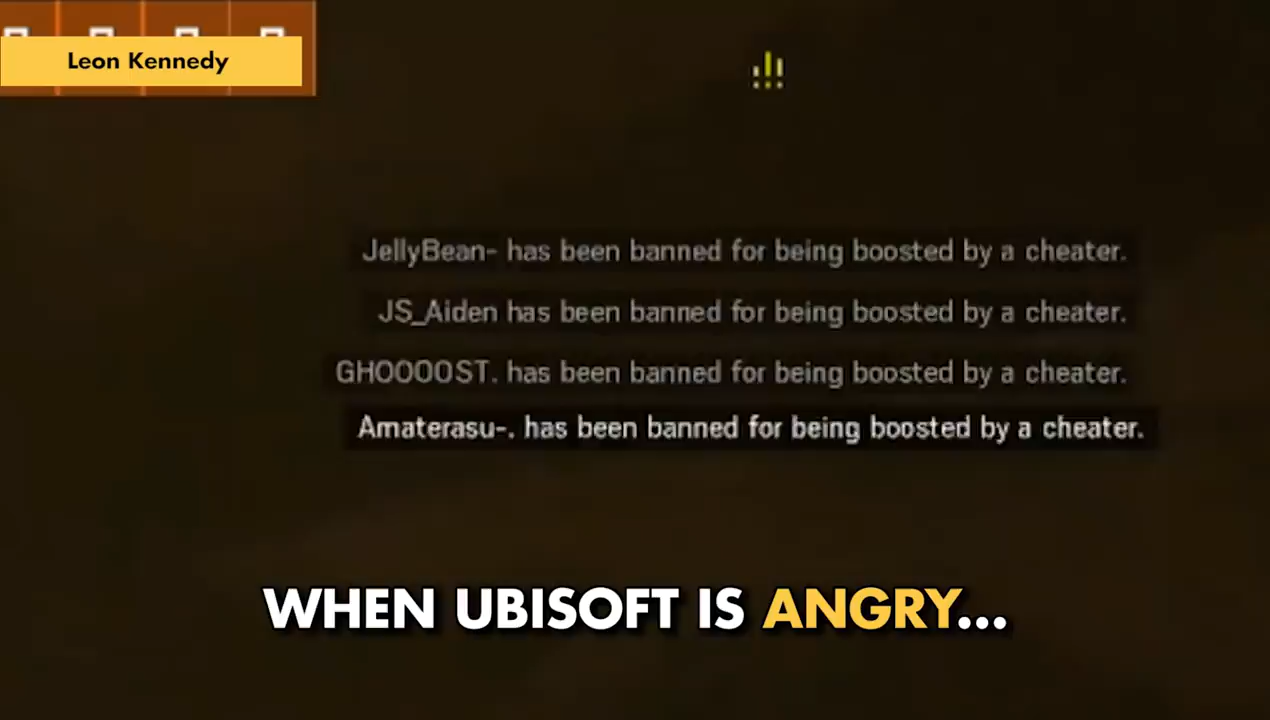 Leon Kennedy
JellyBean- has been banned for being boosted by a cheater.
JS_Aiden has been banned for being boosted by a cheater.
GHOOOOST. has been banned for being boosted by a cheater.
Amaterasu-. has been banned for being boosted by a cheater.
WHEN UBISOFT IS ANGRY...